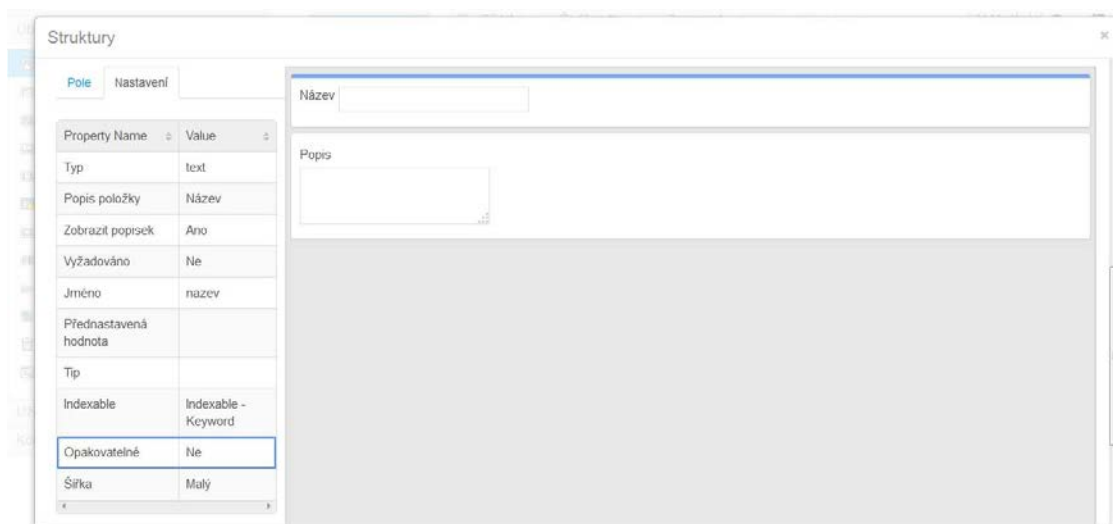 Struktury
×
Pole Nastavení
Property Name Value
Typ text
Popis položky Název
Zobrazit popisek Ano
Vyžadováno Ne
Jméno nazev
Přednastavená
hodnota
Tip
Indexable Indexable -
Keyword
Opakovatelné Ne
Šířka Malý
Název
Popis